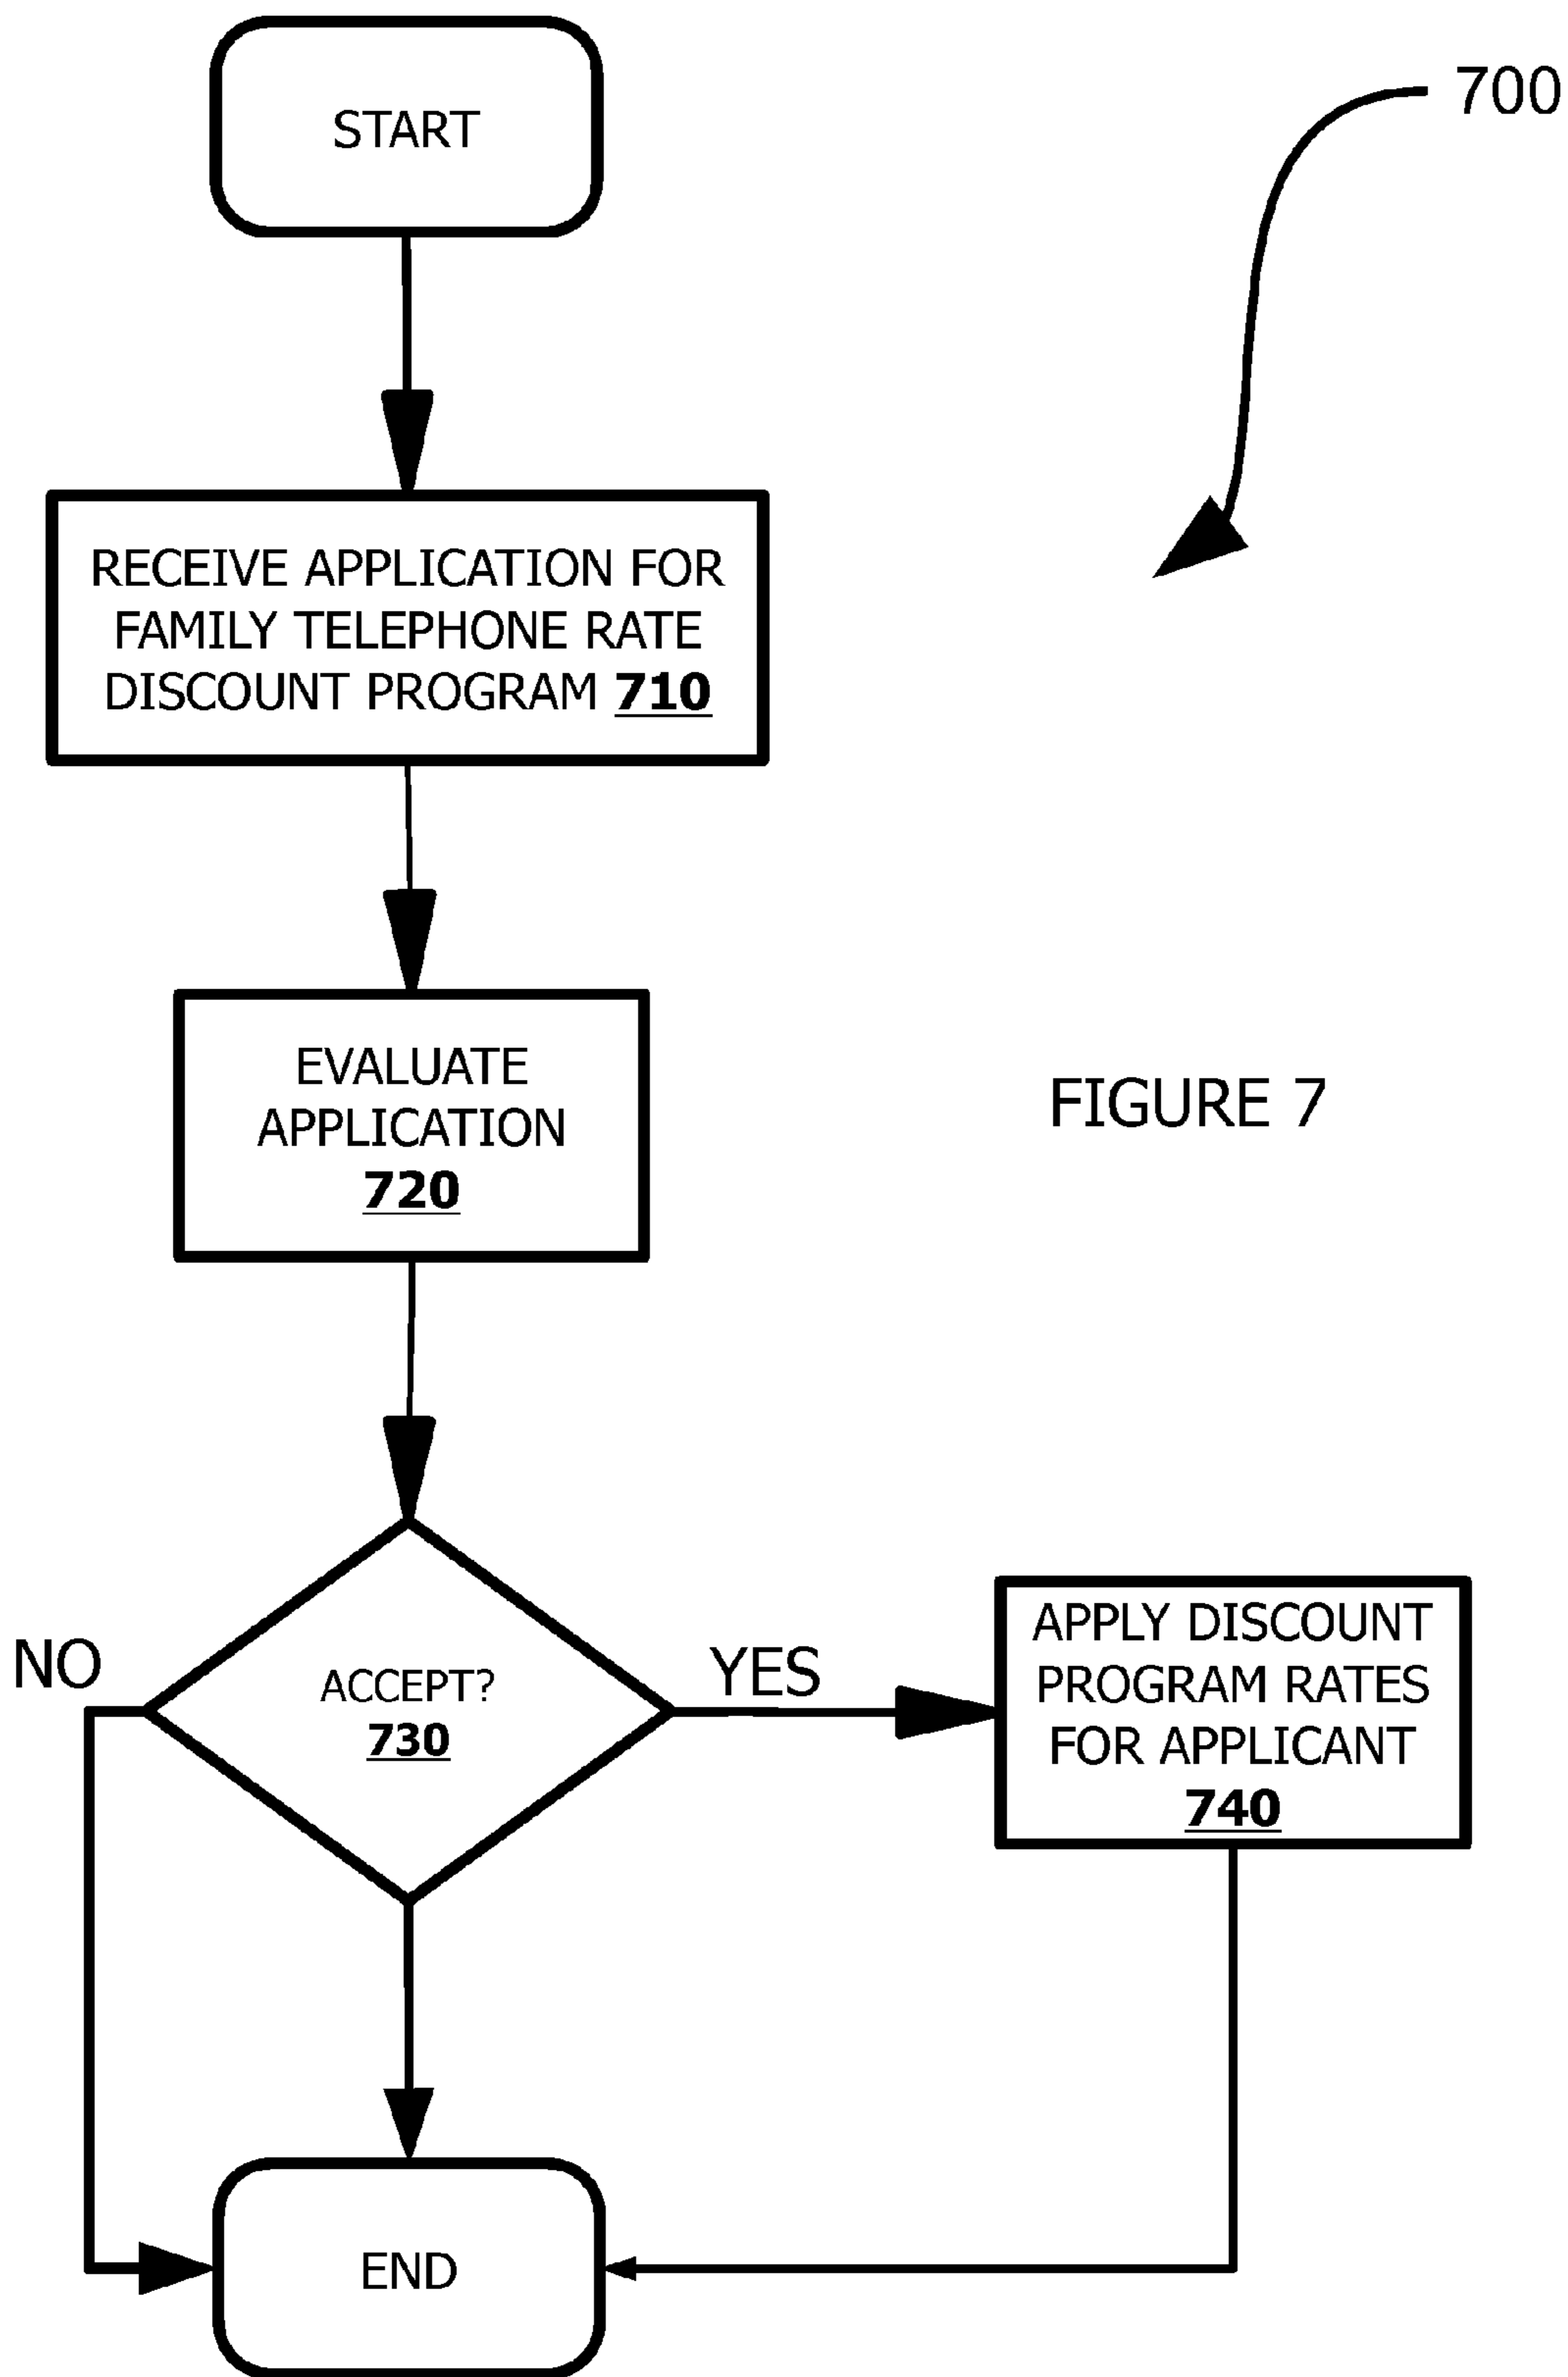 START
700
RECEIVE APPLICATION FOR
FAMILY TELEPHONE RATE
DISCOUNT PROGRAM 710
EVALUATE
APPLICATION
720
FIGURE 7
NO
ACCEPT?
730
YES
APPLY DISCOUNT
PROGRAM RATES
FOR APPLICANT
740
END